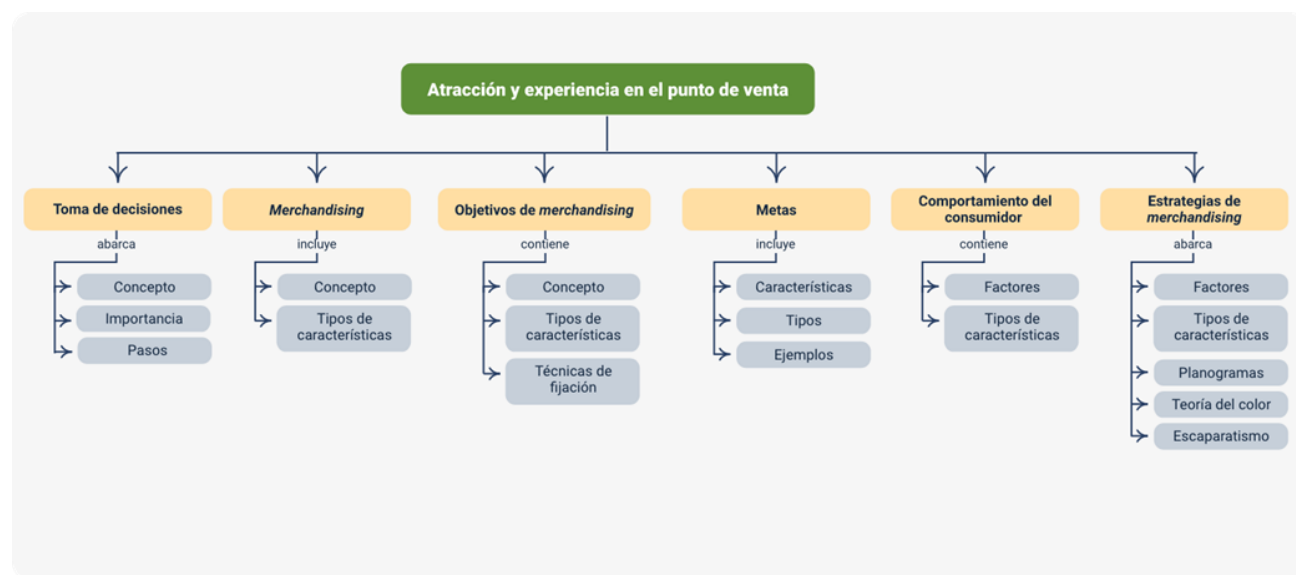 Atracción y experiencia en el punto de venta
Toma de decisiones
abarca
Concepto
Importancia
Pasos
Merchandising
incluye
Concepto
Tipos de
características
Objetivos de merchandising
contiene
Concepto
Tipos de
características
Técnicas de
fijación
Metas
incluye
Características
Tipos
Ejemplos
Comportamiento del
consumidor
contiene
Factores
Tipos de
características
Estrategias de
merchandising
abarca
Factores
Tipos de
características
Planogramas
Teoría del color
Escaparatismo